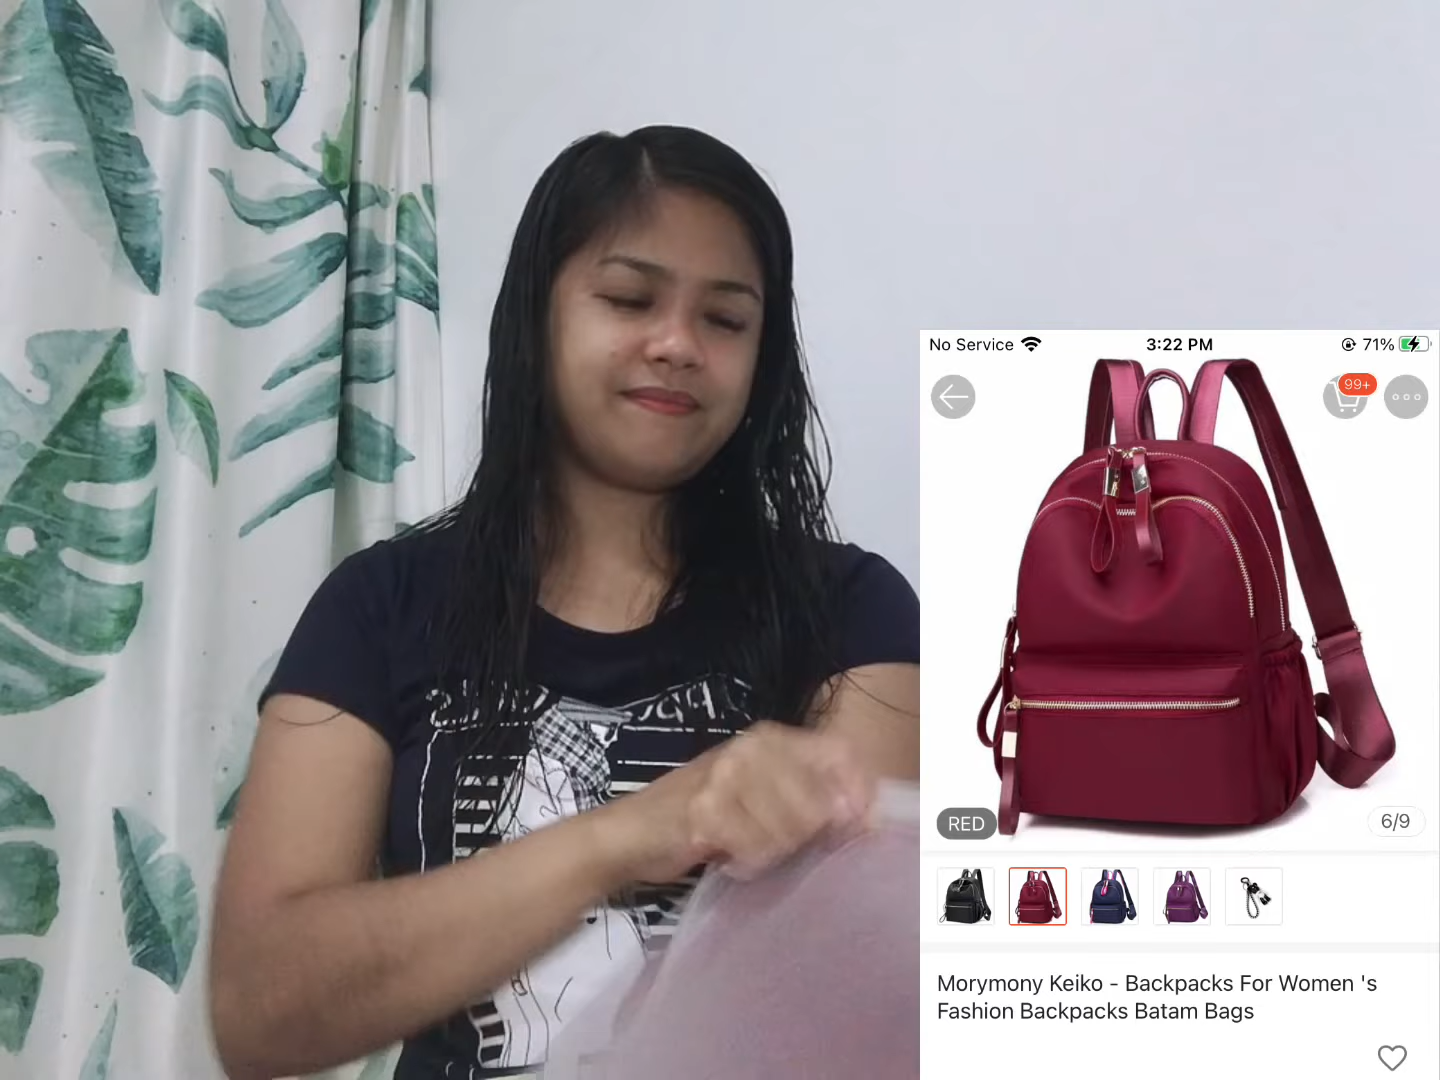 No Service
3:22 PM
71%
99+
RED
6/9
Morymony Keiko - Backpacks For Women 's
Fashion Backpacks Batam Bags